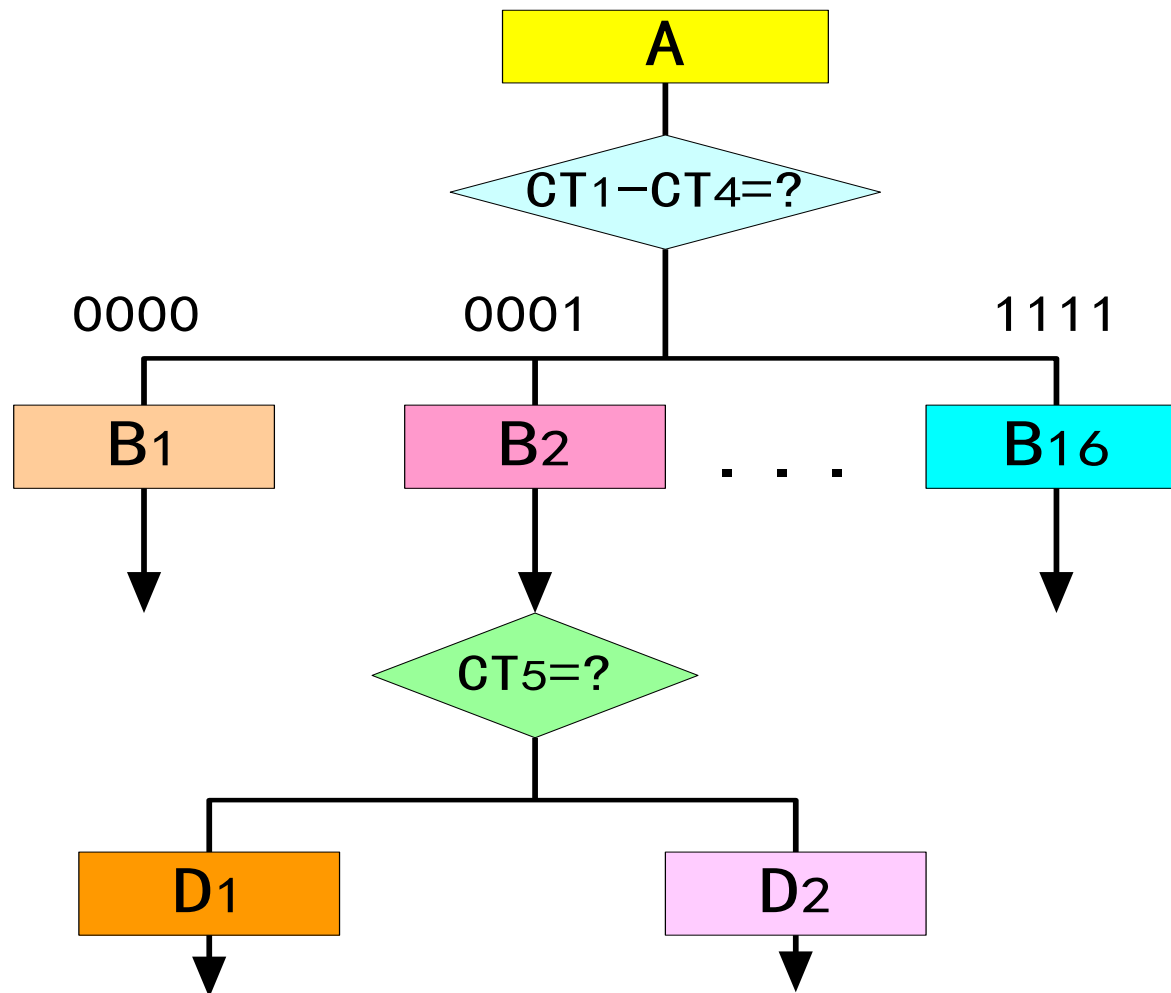 A
CT1-CT4=?
0000 0001 1111
B1 B2 ... B16
CT5=?
D1 D2